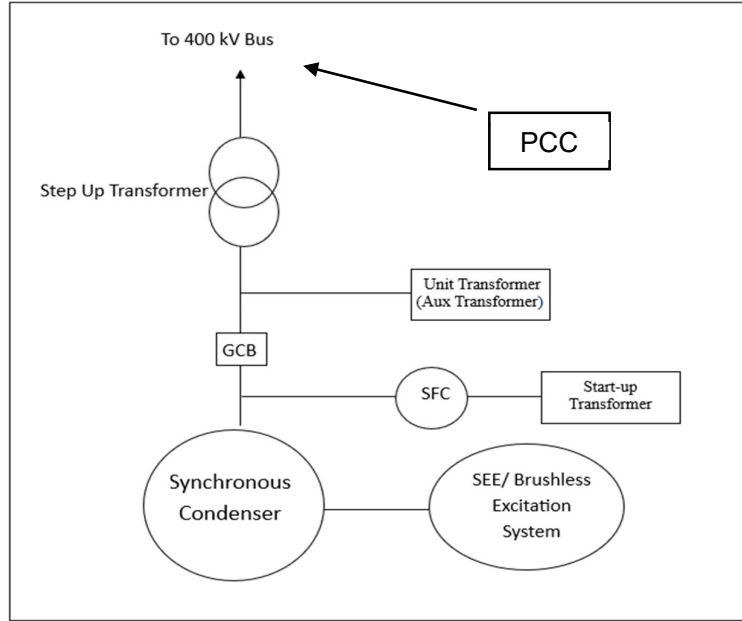 To 400 kV Bus
PCC
Step Up Transformer
Unit Transformer
(Aux Transformer)
GCB
SFC
Start-up
Transformer
Synchronous
Condenser
SEE/ Brushless
Excitation
System